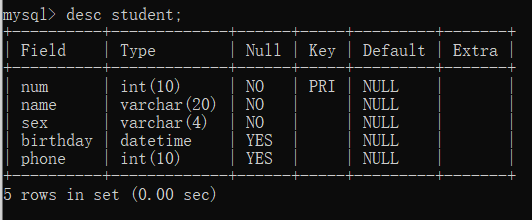 mysql> desc student;
+----------+-------------+------+-----+---------+-------+
| Field    | Type        | Null | Key | Default | Extra |
+----------+-------------+------+-----+---------+-------+
| num      | int(10)     | NO   | PRI | NULL    |       |
| name     | varchar(20) | NO   |     | NULL    |       |
| sex      | varchar(4)  | NO   |     | NULL    |       |
| birthday | datetime    | YES  |     | NULL    |       |
| phone    | int(10)     | YES  |     | NULL    |       |
+----------+-------------+------+-----+---------+-------+
5 rows in set (0.00 sec)